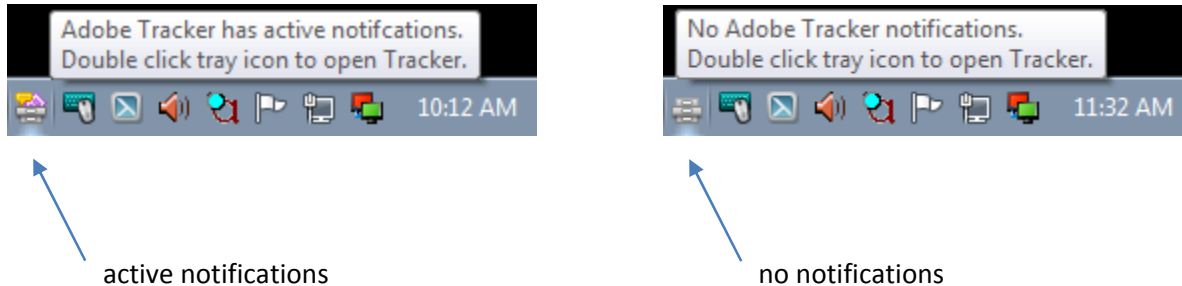 Adobe Tracker has active notifcations.
Double click tray icon to open Tracker.
10:12 AM
active notifications
No Adobe Tracker notifications.
Double click tray icon to open Tracker.
11:32 AM
no notifications